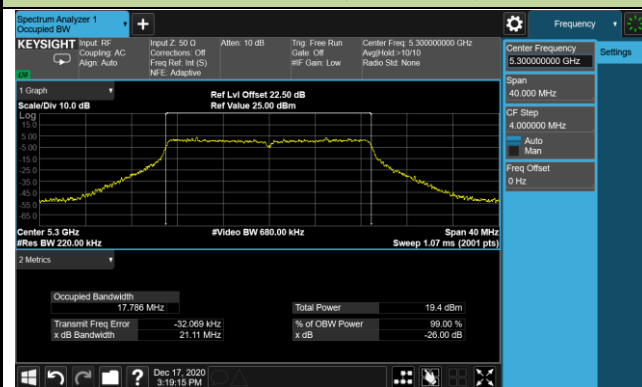 Spectrum Analyzer 1
Occupied BW
Frequency
KEYSIGHT
Input: RF
Coupling: AC
Align: Auto
Input Z: 50 Ω
Corrections: Off
Freq Ref: Int (S)
NFE: Adaptive
Atten: 10 dB
Trig: Free Run
Gate: Off
#IF Gain: Low
Center Freq: 5.300000000 GHz
Avg|Hold:>10/10
Radio Std: None
Center Frequency
5.300000000 GHz
Settings
Span
40.000 MHz
CF Step
4.000000 MHz
Auto
Man
Freq Offset
0 Hz
1 Graph
Scale/Div 10.0 dB
Ref Lvl Offset 22.50 dB
Ref Value 25.00 dBm
Log
15.0
5.00
-5.00
-15.0
-25.0
-35.0
-45.0
-55.0
-65.0
Center 5.3 GHz
#Video BW 680.00 kHz
Span 40 MHz
#Res BW 220.00 kHz
Sweep 1.07 ms (2001 pts)
2 Metrics
Occupied Bandwidth
17.786 MHz
Total Power
19.4 dBm
Transmit Freq Error
-32.069 kHz
% of OBW Power
99.00 %
x dB Bandwidth
21.11 MHz
x dB
-26.00 dB
Dec 17, 2020
3:19:15 PM